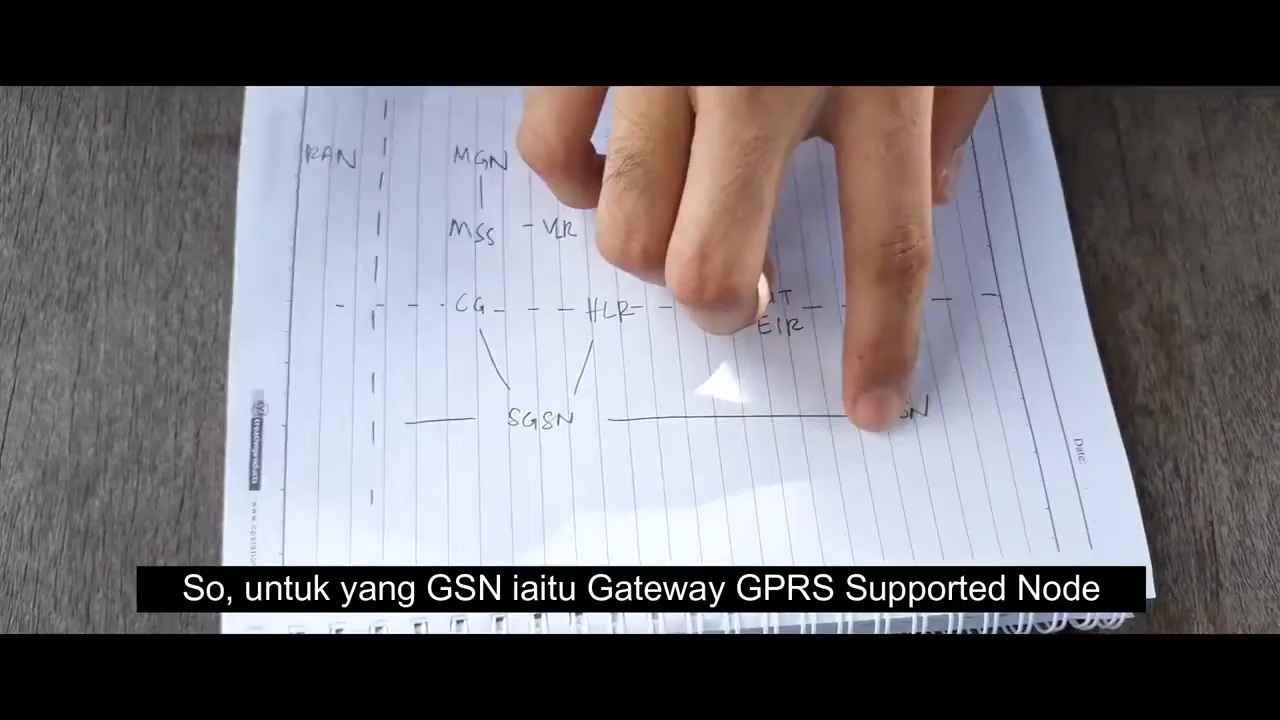 RAN
MGN
MSS - VLR
CG HLR
EIR
SGSN
Date:
So, untuk yang GSN iaitu Gateway GPRS Supported Node